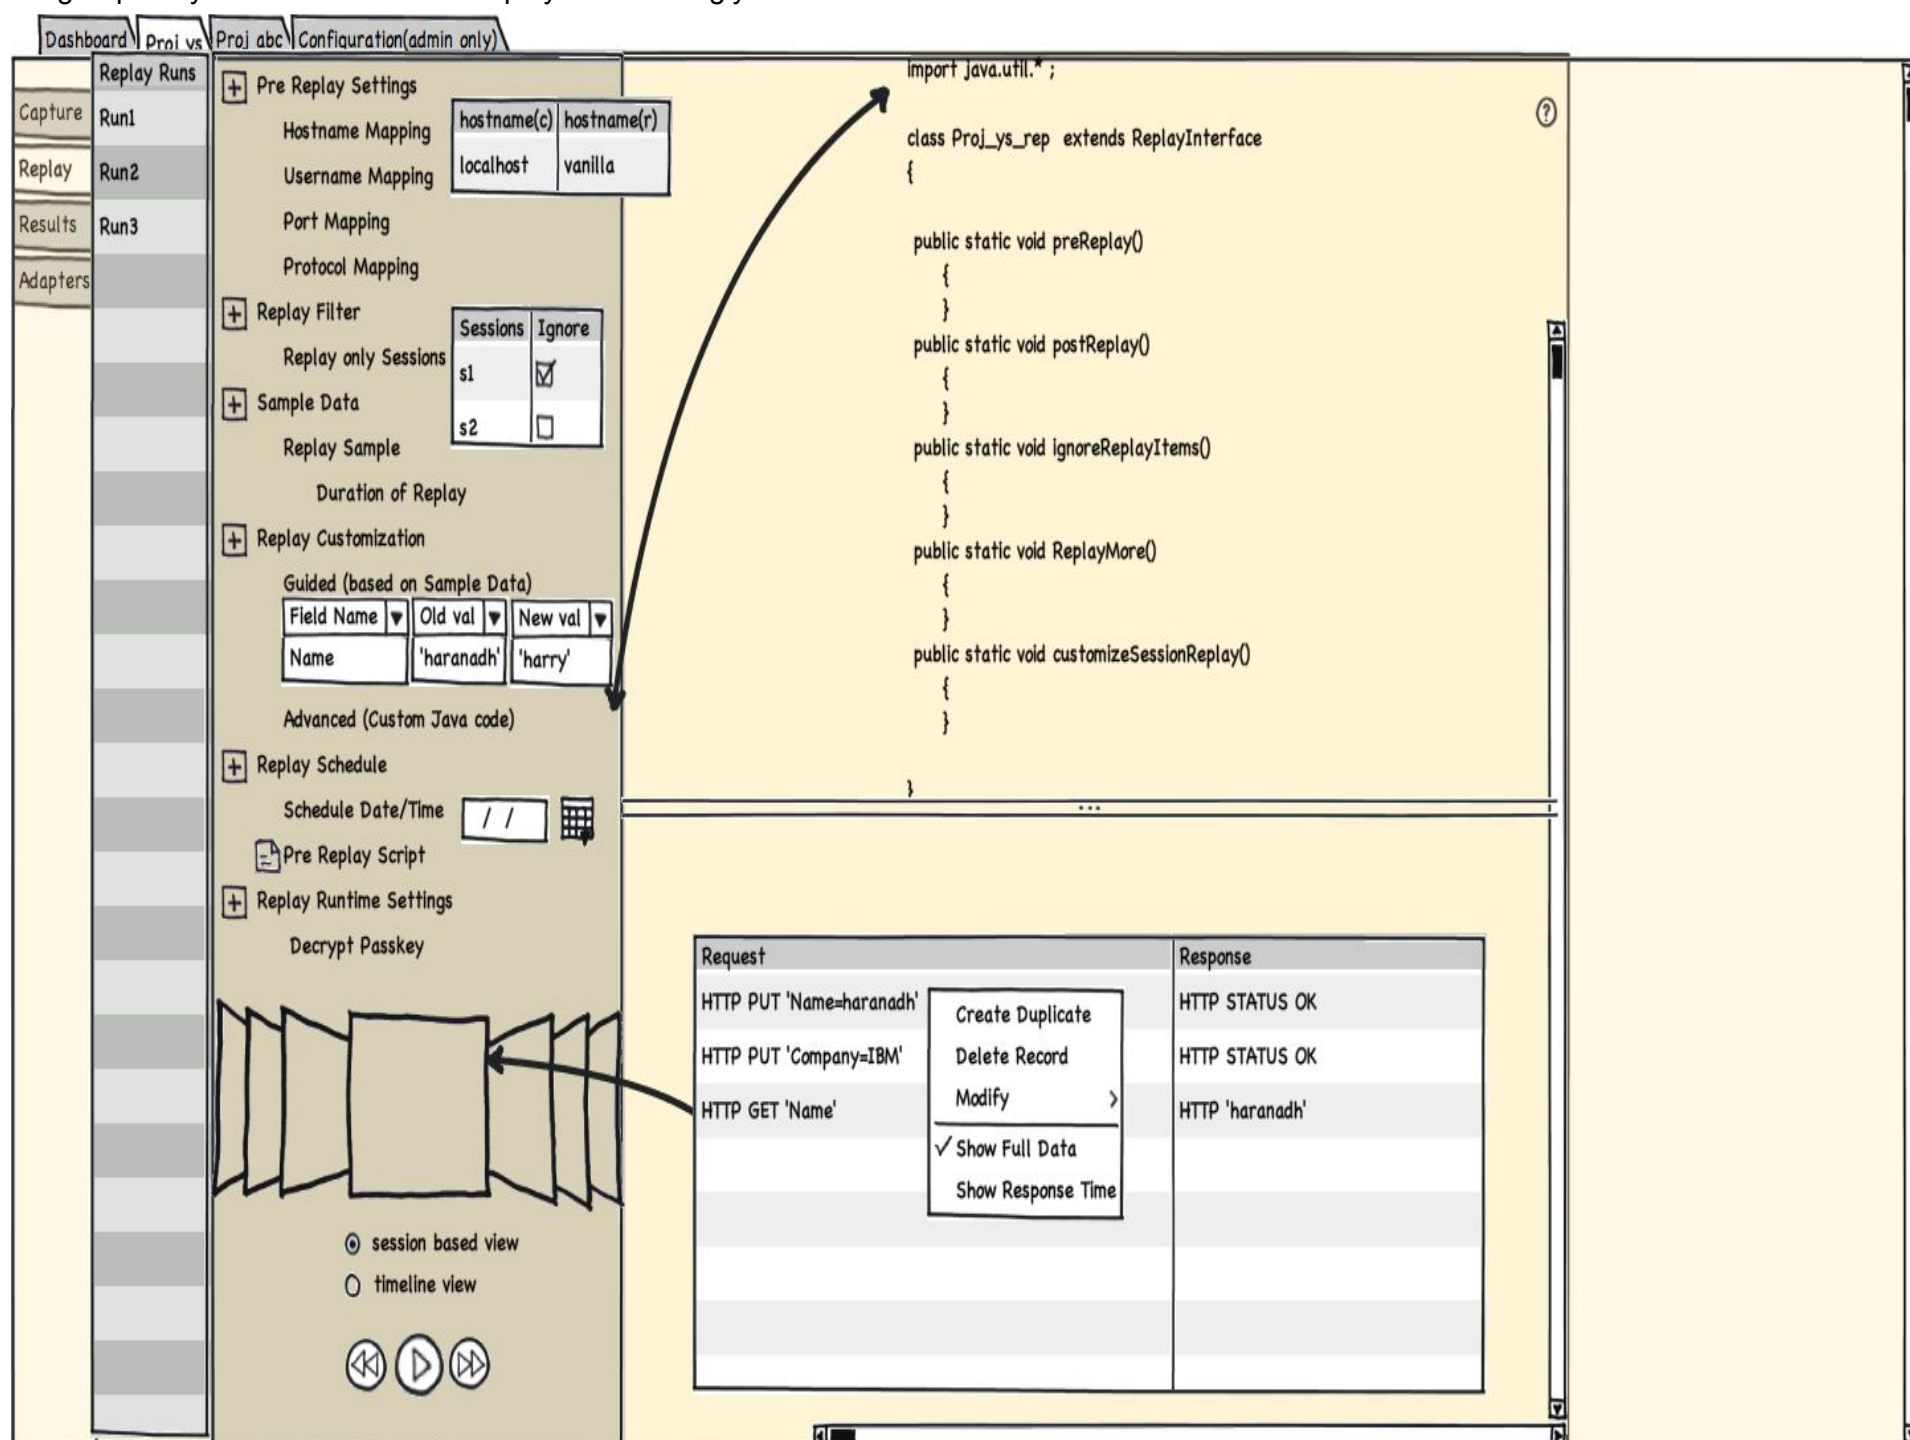 Dashboard Proj ys Proj abc Configuration(admin only)
Capture
Replay
Results
Adapters
Replay Runs
Run1
Run2
Run3
Pre Replay Settings
Hostname Mapping
Username Mapping
Port Mapping
Protocol Mapping
hostname(c) hostname(r)
localhost vanilla
Replay Filter
Replay only Sessions
Sessions Ignore
s1
s2
Sample Data
Replay Sample
Duration of Replay
Replay Customization
Guided (based on Sample Data)
Field Name Old val New val
Name 'haranadh' 'harry'
Advanced (Custom Java code)
Replay Schedule
Schedule Date/Time / /
Pre Replay Script
Replay Runtime Settings
Decrypt Passkey
session based view
timeline view
import java.util.* ;
?
class Proj_ys_rep extends ReplayInterface
{
public static void preReplay()
{
}
public static void postReplay()
{
}
public static void ignoreReplayItems()
{
}
public static void ReplayMore()
{
}
public static void customizeSessionReplay()
{
}
}
Request Response
HTTP PUT 'Name=haranadh' HTTP STATUS OK
HTTP PUT 'Company=IBM' HTTP STATUS OK
HTTP GET 'Name' HTTP 'haranadh'
Create Duplicate
Delete Record
Modify
Show Full Data
Show Response Time